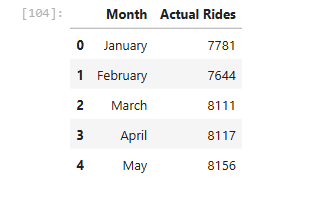 [104]:
Month Actual Rides
0 January 7781
1 February 7644
2 March 8111
3 April 8117
4 May 8156